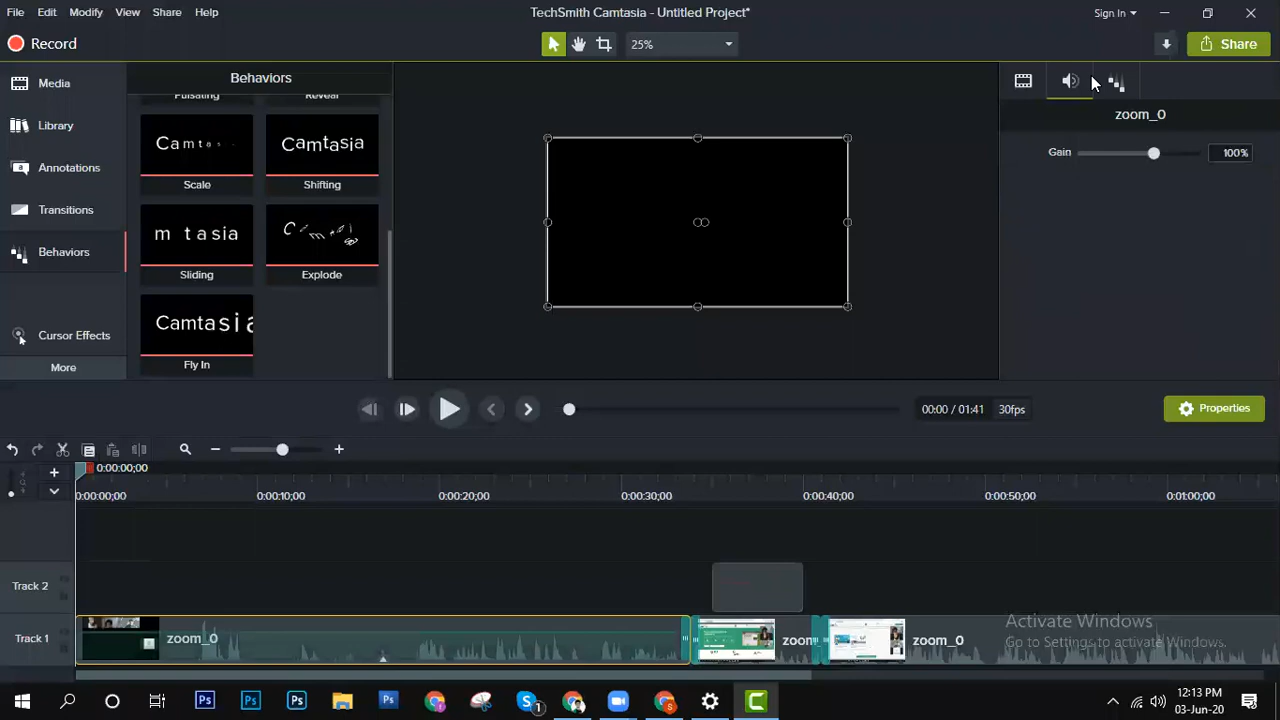 File Edit Modify View Share Help
TechSmith Camtasia - Untitled Project*
Sign In
Record
25%
Share
Media
Library
Annotations
Transitions
Behaviors
Cursor Effects
More
Behaviors
Pulsating Reveal
Camtas
Camtasia
Scale Shifting
m tasia
Sliding Explode
Camtasia
Fly In
zoom_0
Gain 100%
00:00 / 01:41 30fps
Properties
0:00:00;00
0:00:00;00 0:00:10;00 0:00:20;00 0:00:30;00 0:00:40;00 0:00:50;00 0:01:00;00
Track 2
Track 1
zoom_0
zoom
zoom_0
Activate Windows
Go to Settings to activate Windows.
12:13 PM
03-Jun-20